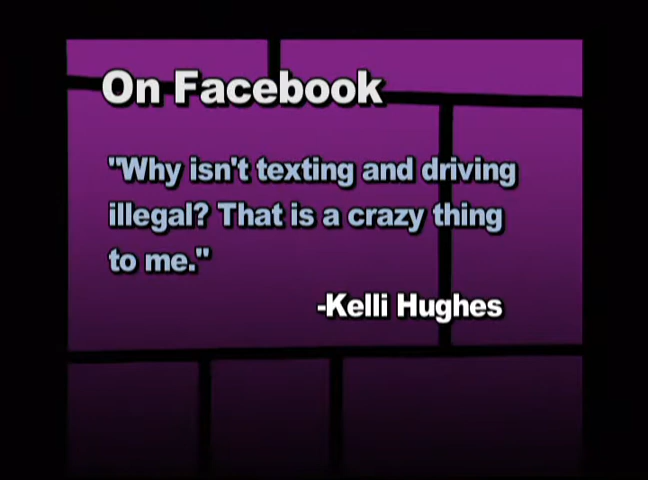 On Facebook
"Why isn't texting and driving
illegal? That is a crazy thing
to me."
-Kelli Hughes